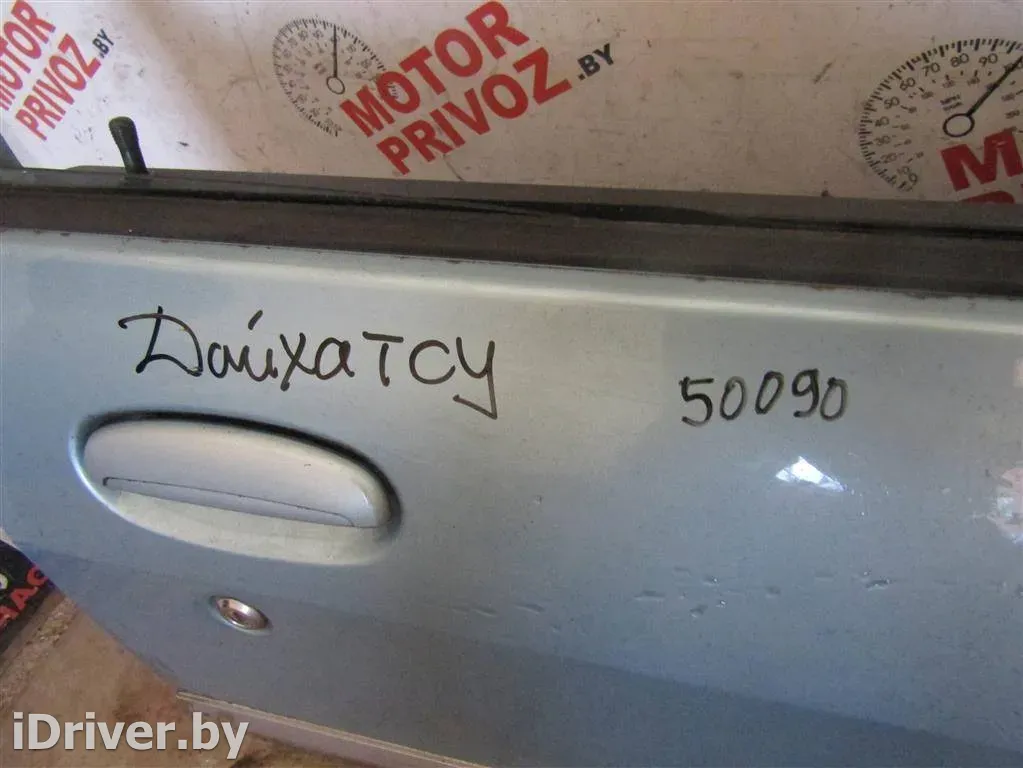 MOTOR
PRIVOZ.BY
MOTOR
PRIVOZ.BY
Дайхатсу
50090
iDriver.by